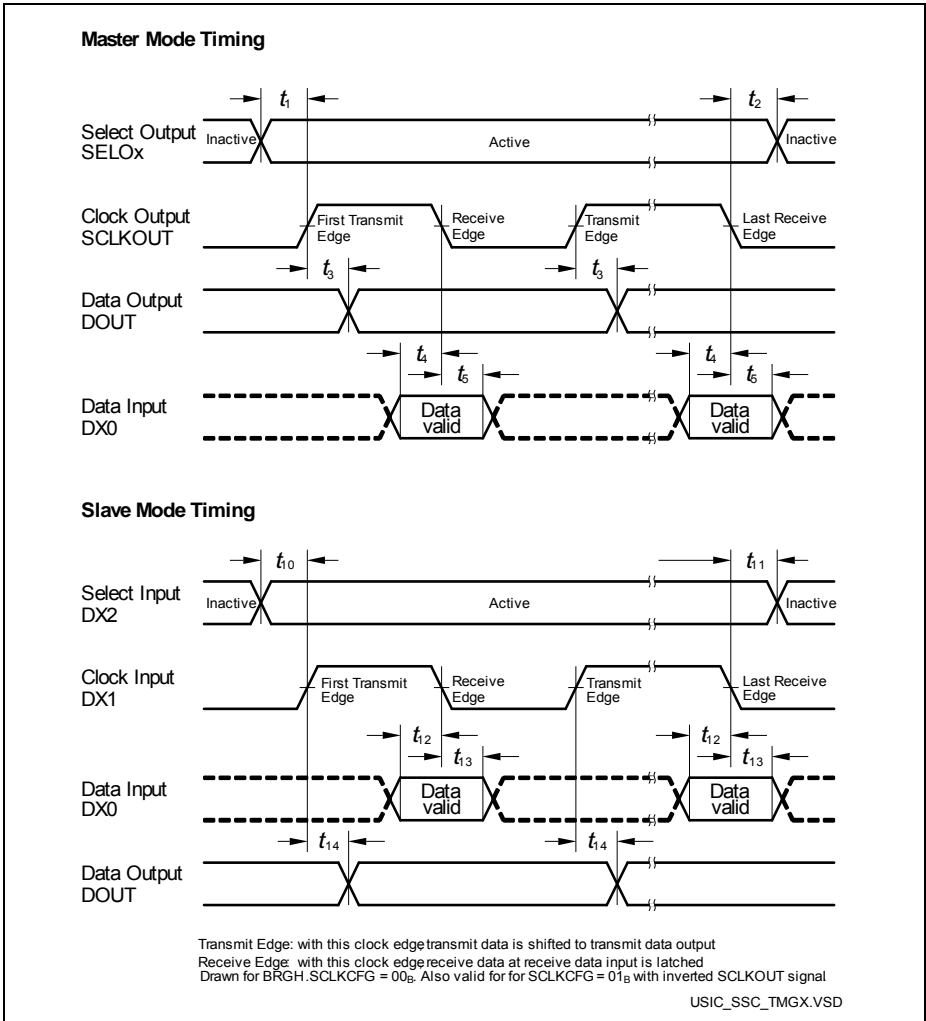 Master Mode Timing
t1
t2
Select Output
SELOx
Inactive
Active
Inactive
Clock Output
SCLKOUT
First Transmit
Edge
Receive
Edge
Transmit
Edge
Last Receive
Edge
t3
t3
Data Output
DOUT
t4
t5
t4
t5
Data Input
DX0
Data
valid
Data
valid
Slave Mode Timing
t10
t11
Select Input
DX2
Inactive
Active
Inactive
Clock Input
DX1
First Transmit
Edge
Receive
Edge
Transmit
Edge
Last Receive
Edge
t12
t13
t12
t13
Data Input
DX0
Data
valid
Data
valid
t14
t14
Data Output
DOUT
Transmit Edge: with this clock edge, transmit data is shifted to transmit data output
Receive Edge: with this clock edge, receive data at receive data input is latched
Drawn for BRGH.SCLKCFG = 00B. Also valid for for SCLKCFG = 01B with inverted SCLKOUT signal.
USIC_SSC_TMGX.VSD